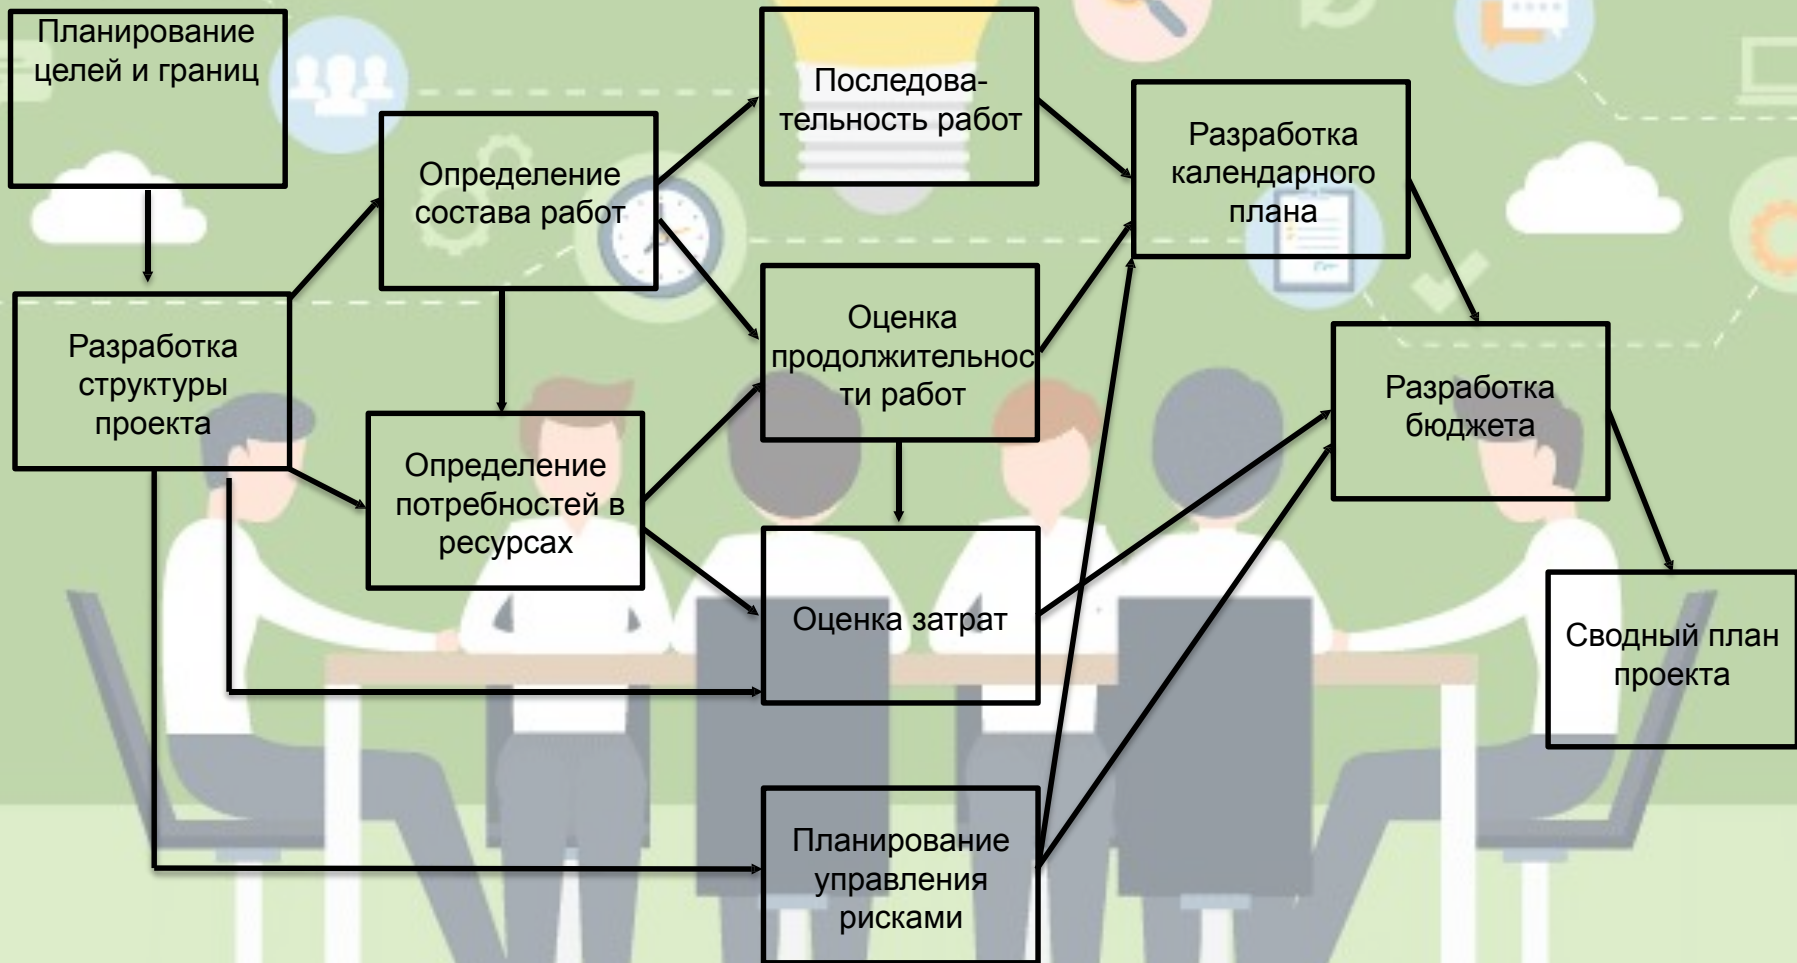 Планирование
целей и границ
Разработка
структуры
проекта
Определение
состава работ
Определение
потребностей в
ресурсах
Последова-
тельность работ
Оценка
продолжительнос
ти работ
Оценка затрат
Планирование
управления
рисками
Разработка
календарного
плана
Разработка
бюджета
Сводный план
проекта